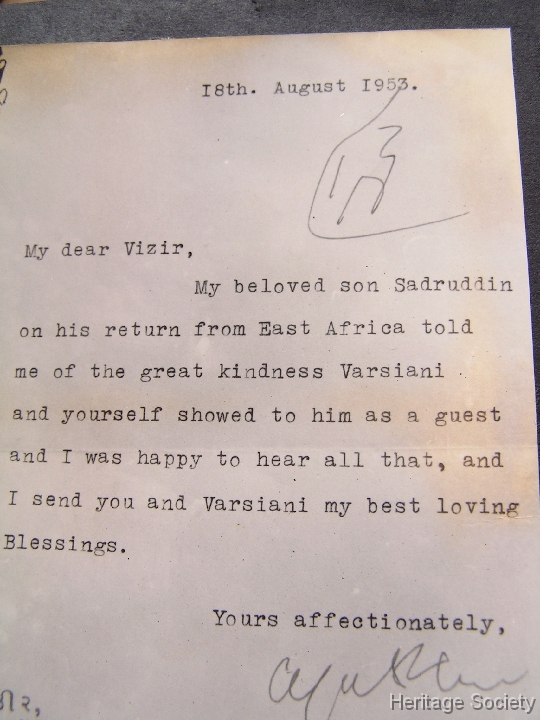 18th. August 1953.
My dear Vizir,
My beloved son Sadruddin
on his return from East Africa told
me of the great kindness Varsiani
and yourself showed to him as a guest
and I was happy to hear all that, and
I send you and Varsiani my best loving
Blessings.
Yours affectionately,
Heritage Society